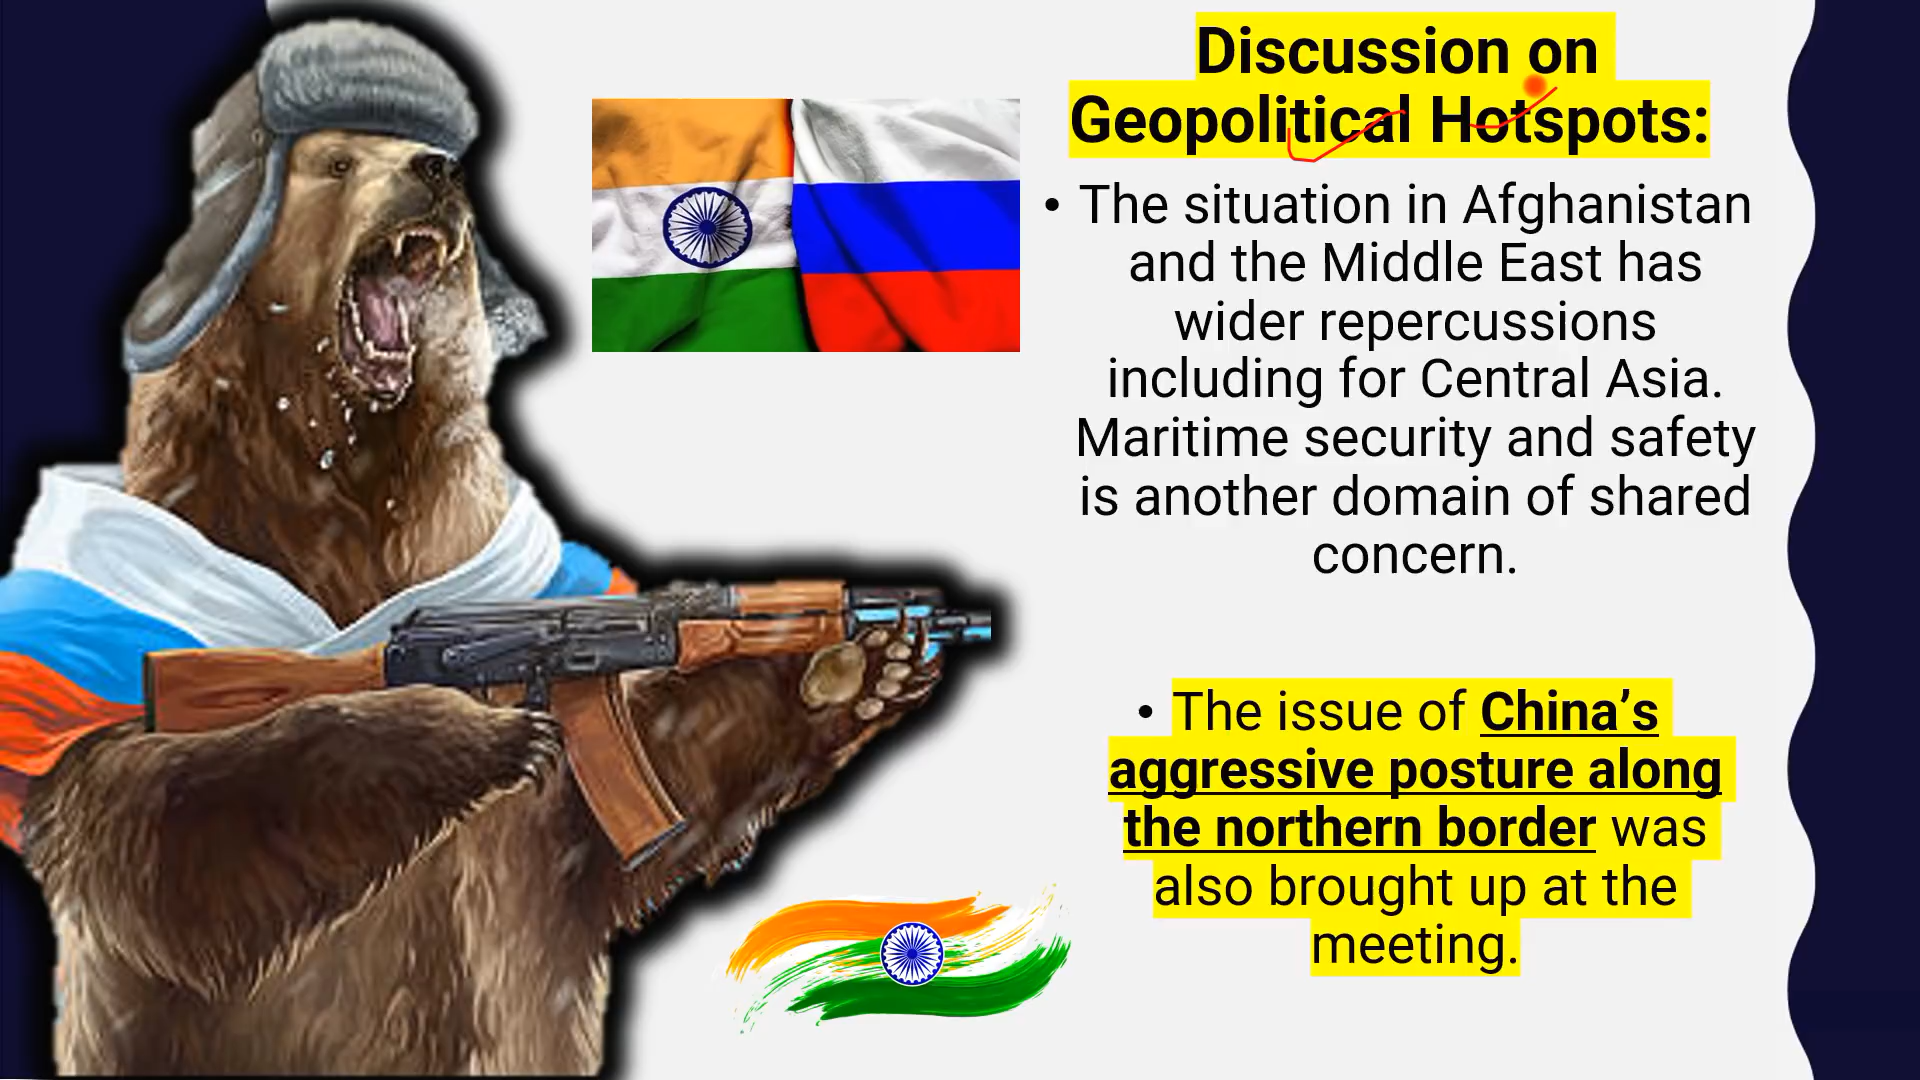 Discussion on
Geopolitical Hotspots:
• The situation in Afghanistan
and the Middle East has
wider repercussions
including for Central Asia.
Maritime security and safety
is another domain of shared
concern.
• The issue of China’s
aggressive posture along
the northern border was
also brought up at the
meeting.